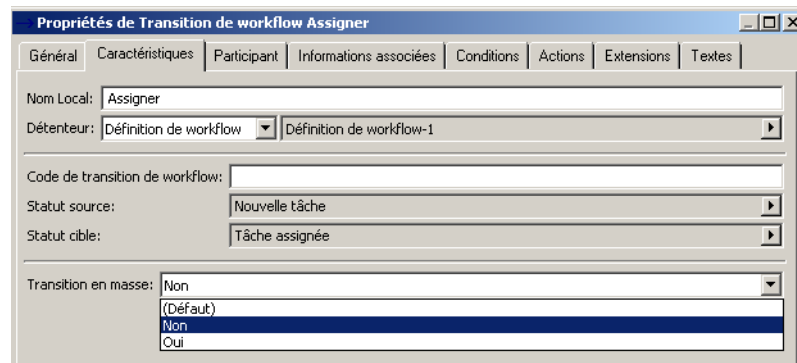 Propriétés de Transition de workflow Assigner
Général Caractéristiques Participant Informations associées Conditions Actions Extensions Textes
Nom Local: Assigner
Détenteur: Définition de workflow Définition de workflow-1
Code de transition de workflow:
Statut source: Nouvelle tâche
Statut cible: Tâche assignée
Transition en masse: Non
(Défaut)
Non
Oui